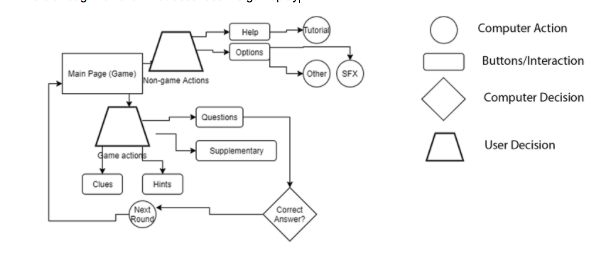 Help
Tutorial
Options
Main Page (Game)
Non-game Actions
Other
SFX
Questions
Supplementary
Game actions
Clues
Hints
Next
Round
Correct
Answer?
Computer Action
Buttons/Interaction
Computer Decision
User Decision